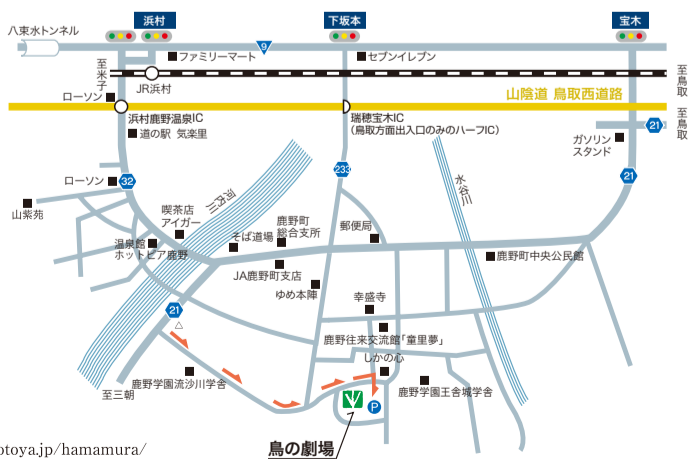 浜村
下坂本
宝木
八束水トンネル
9
ファミリーマート
セブンイレブン
至米子
至鳥取
JR浜村
ローソン
山陰道 鳥取西道路
至鳥取
浜村鹿野温泉IC
瑞穂宝木IC
(鳥取方面出入口のみのハーフIC)
道の駅 気楽里
21
ガソリン
スタンド
ローソン
32
233
21
河内川
水谷川
山紫苑
喫茶店
アイガー
鹿野町
総合支所
郵便局
そば道場
温泉館
ホットピア鹿野
鹿野町中央公民館
JA鹿野町支店
ゆめ本陣
幸盛寺
21
鹿野往来交流館「童里夢」
しかの心
鹿野学園流沙川学舎
鹿野学園王舎城学舎
至三朝
P
鳥の劇場
otoya.jp/hamamura/